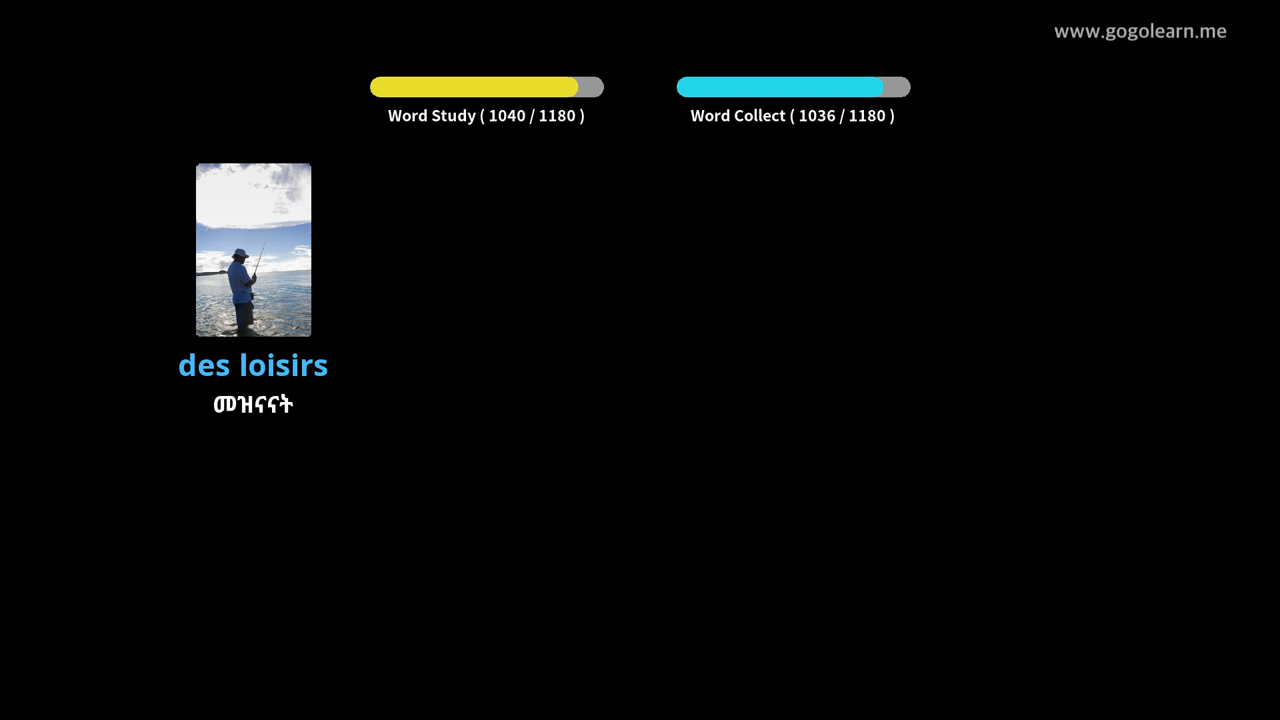 www.gogolearn.me
Word Study ( 1040 / 1180 )
Word Collect ( 1036 / 1180 )
des loisirs
መዝናናት